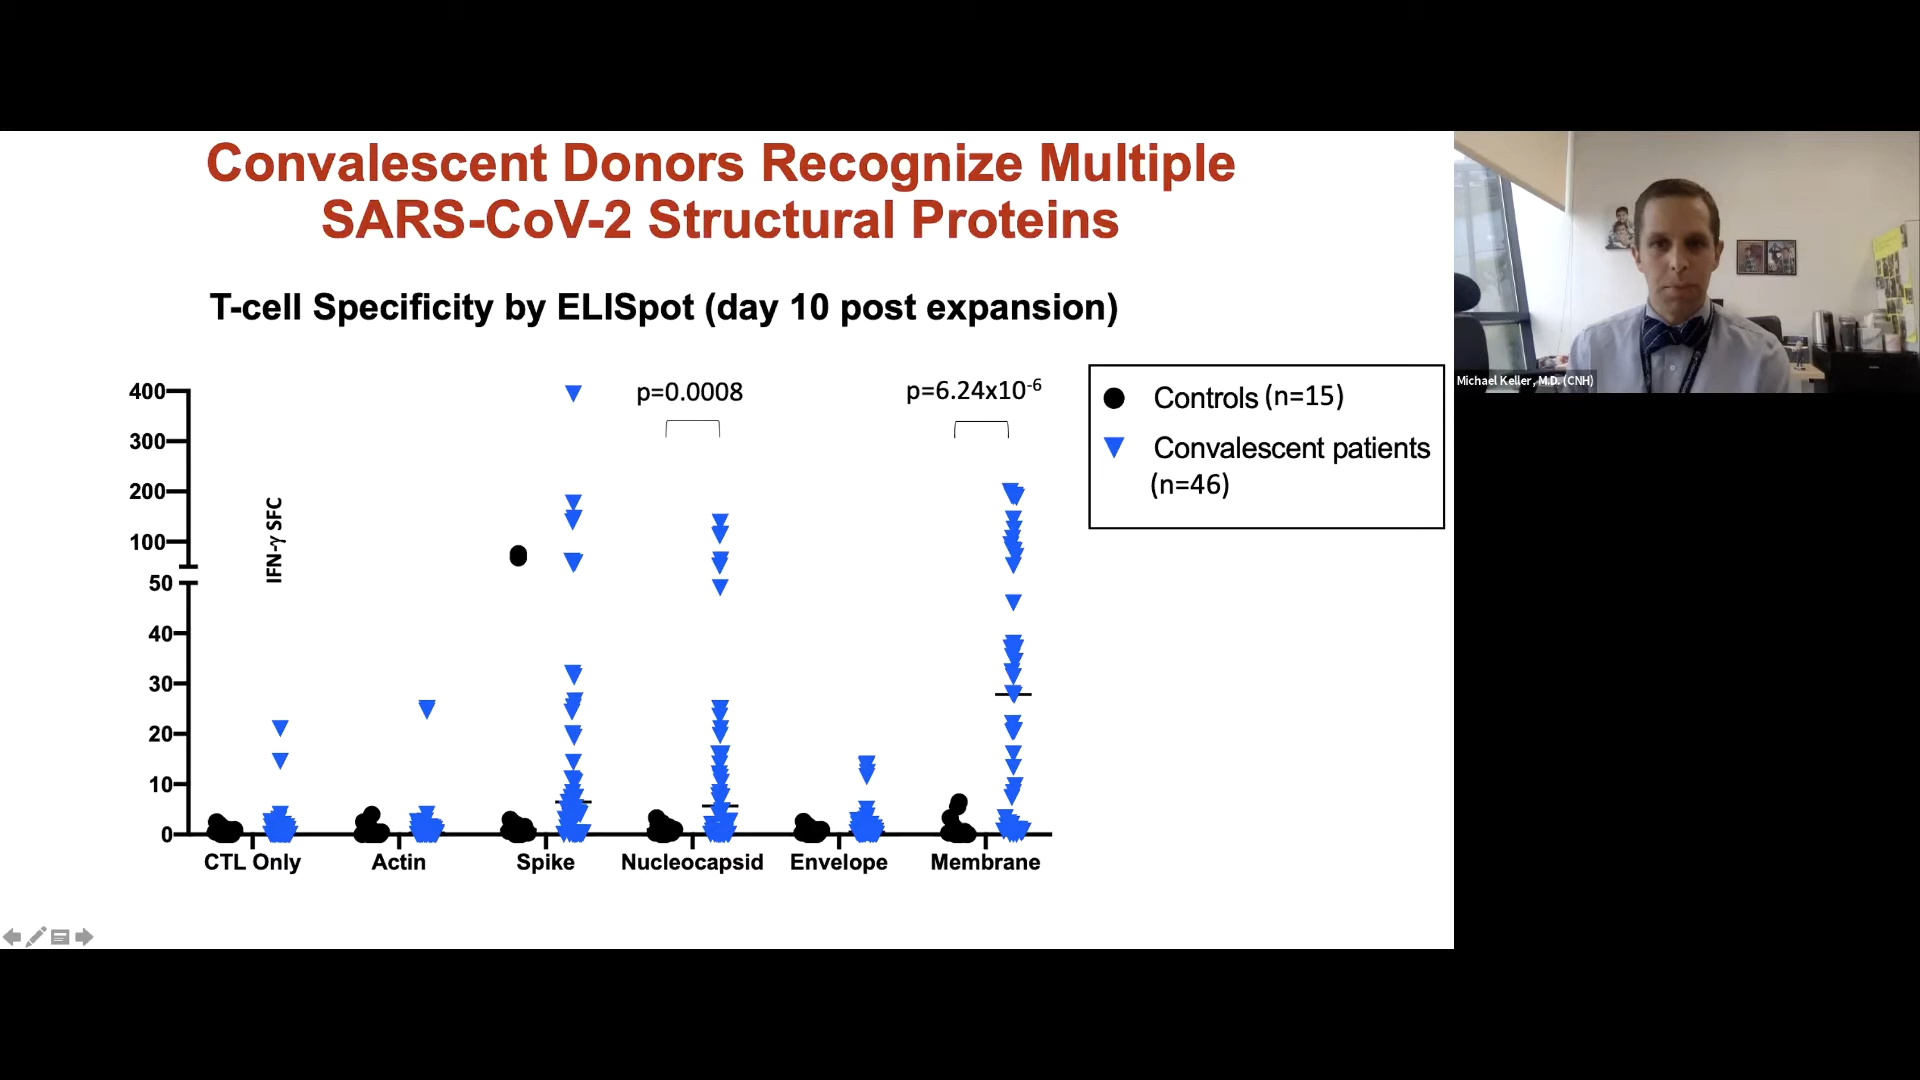 Convalescent Donors Recognize Multiple
SARS-CoV-2 Structural Proteins
T-cell Specificity by ELISpot (day 10 post expansion)
400
300
200
100
50
40
30
20
10
0
IFN-γ SFC
p=0.0008
p=6.24x10-6
CTL Only
Actin
Spike
Nucleocapsid
Envelope
Membrane
Controls (n=15)
Convalescent patients
(n=46)
Michael Keller, M.D. (CNH)